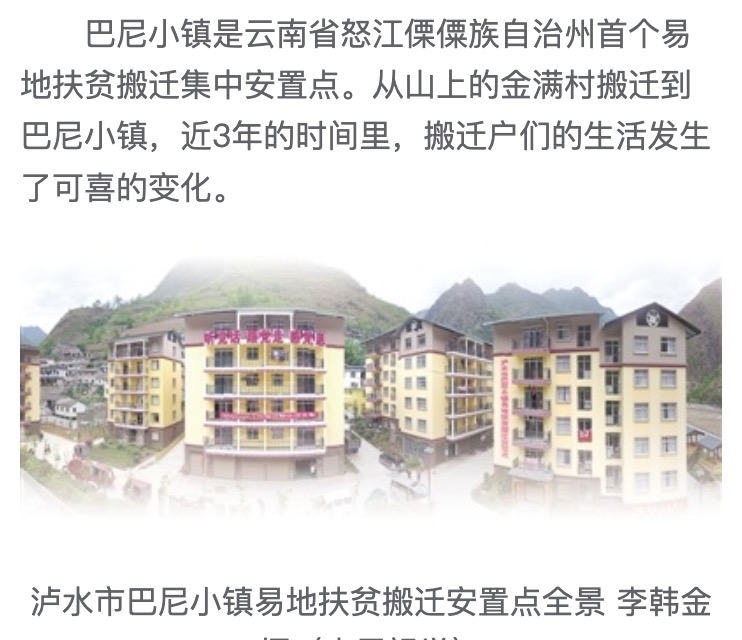 巴尼小镇是云南省怒江傈僳族自治州首个易
地扶贫搬迁集中安置点。从山上的金满村搬迁到
巴尼小镇，近3年的时间里，搬迁户们的生活发生
了可喜的变化。
听党话 跟党走 感党恩
泸水市巴尼小镇易地扶贫搬迁安置点全景 李韩金